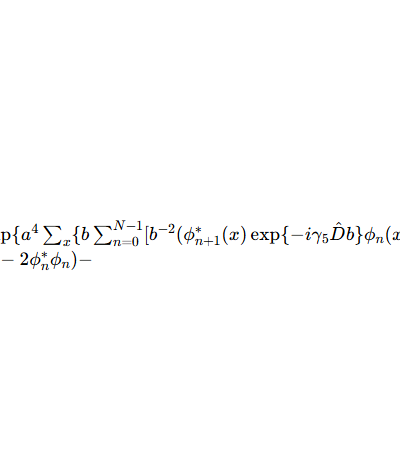 p{a^4 \sum_x {b \sum_{n=0}^{N-1} [b^{-2}(\phi^*_{n+1}(x) \exp\{-i\gamma_5 \hat{D} b\}\phi_n(x
- 2\phi^*_n \phi_n)-